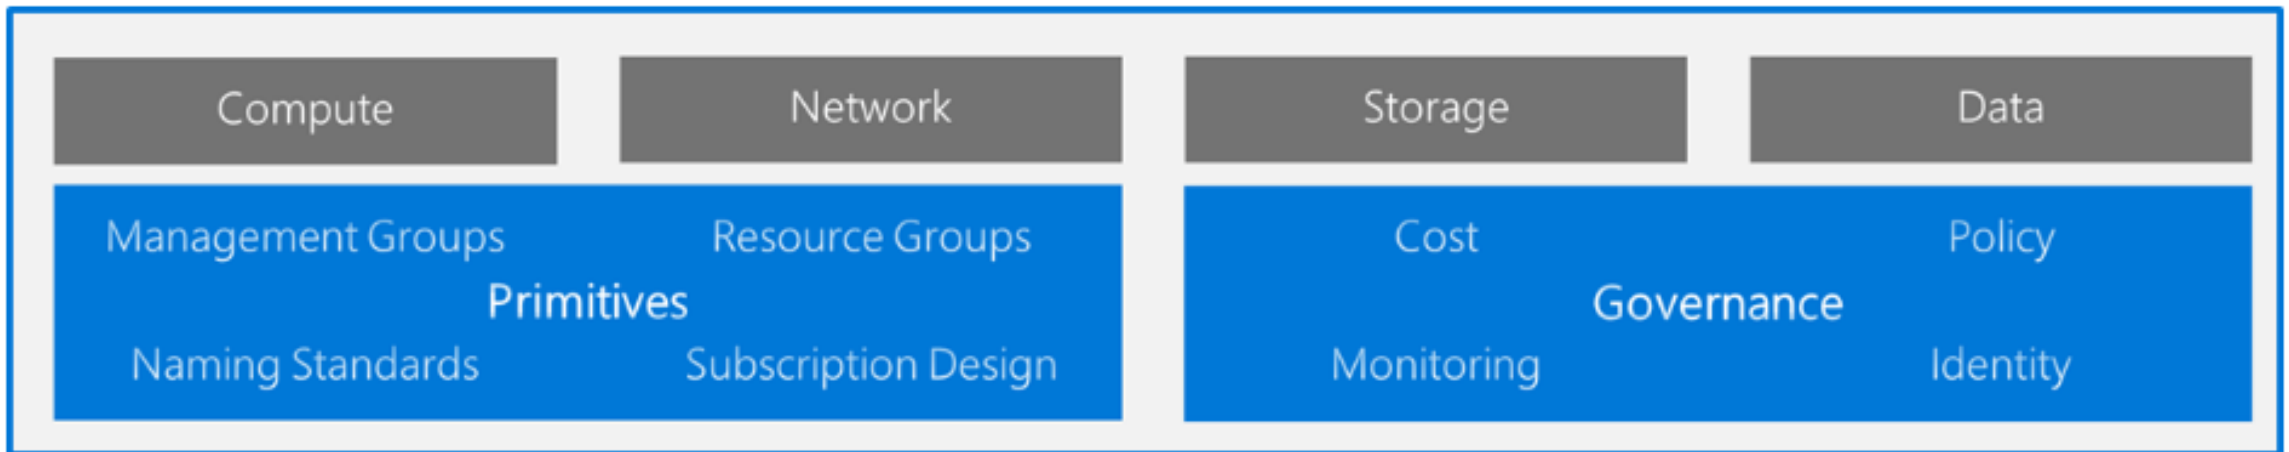 Compute
Network
Storage
Data
Management Groups
Resource Groups
Primitives
Naming Standards
Subscription Design
Cost
Policy
Governance
Monitoring
Identity